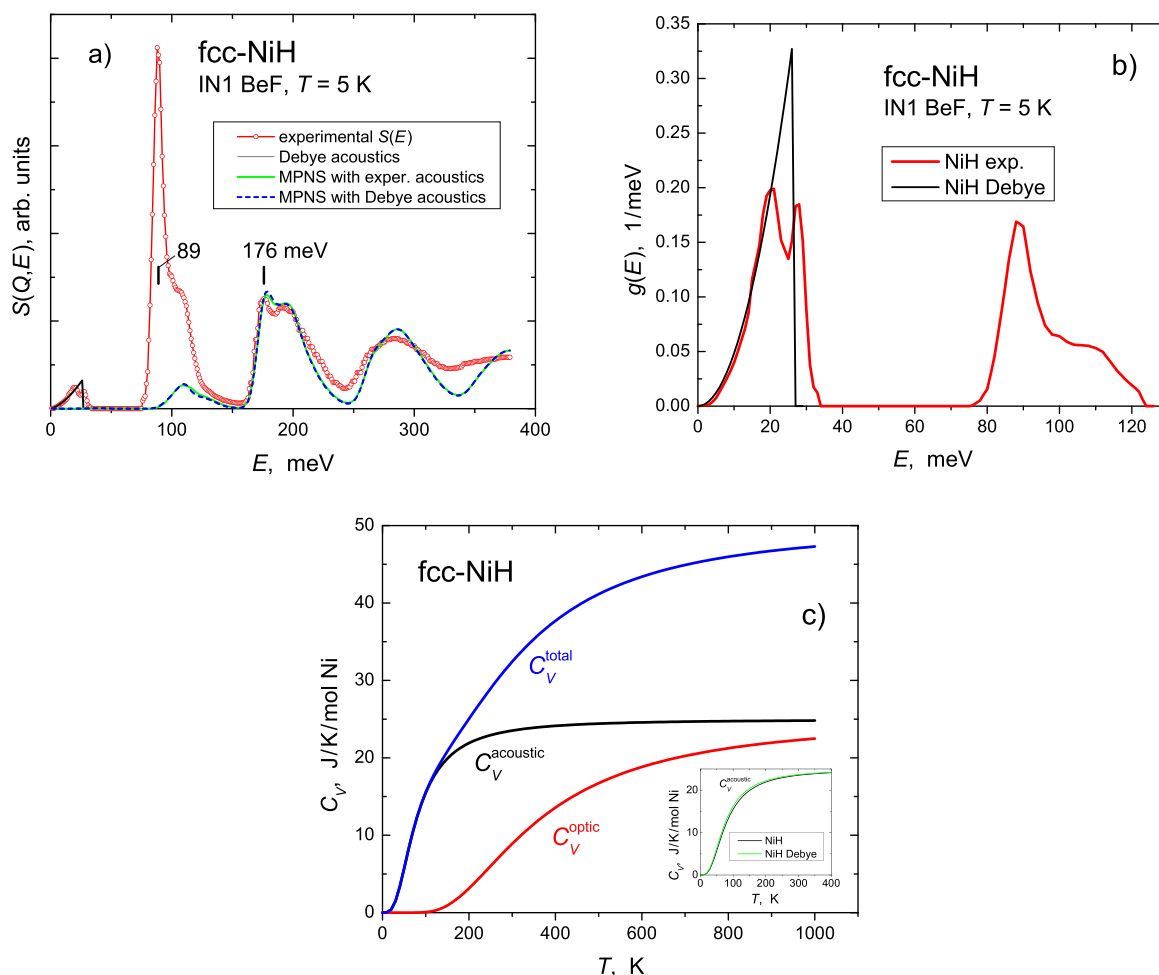 a)
fcc-NiH
IN1 BeF, T = 5 K
experimental S(E)
Debye acoustics
MPNS with exper. acoustics
MPNS with Debye acoustics
89
176 meV
S(Q,E), arb. units
0 100 200 300 400
E, meV
b)
fcc-NiH
IN1 BeF, T = 5 K
NiH exp.
NiH Debye
g(E), 1/meV
0.35
0.30
0.25
0.20
0.15
0.10
0.05
0.00
0 20 40 60 80 100 120
E, meV
c)
fcc-NiH
C_V^total
C_V^acoustic
C_V^optic
C_V, J/K/mol Ni
50
40
30
20
10
0
0 200 400 600 800 1000
T, K
C_V^acoustic
NiH
NiH Debye
C_V, J/K/mol Ni
20
10
0
0 100 200 300 400
T, K